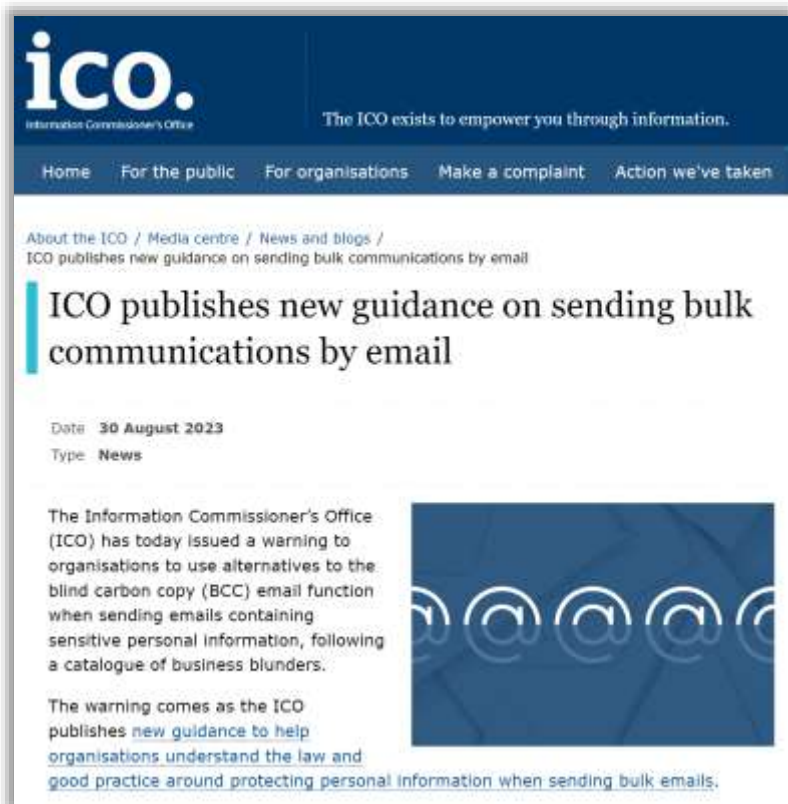 ico.
Information Commissioner's Office
The ICO exists to empower you through information.
Home For the public For organisations Make a complaint Action we've taken
About the ICO / Media centre / News and blogs /
ICO publishes new guidance on sending bulk communications by email
ICO publishes new guidance on sending bulk
communications by email
Date 30 August 2023
Type News
The Information Commissioner's Office
(ICO) has today issued a warning to
organisations to use alternatives to the
blind carbon copy (BCC) email function
when sending emails containing
sensitive personal information, following
a catalogue of business blunders.
@@@@@
The warning comes as the ICO
publishes new guidance to help
organisations understand the law and
good practice around protecting personal information when sending bulk emails.